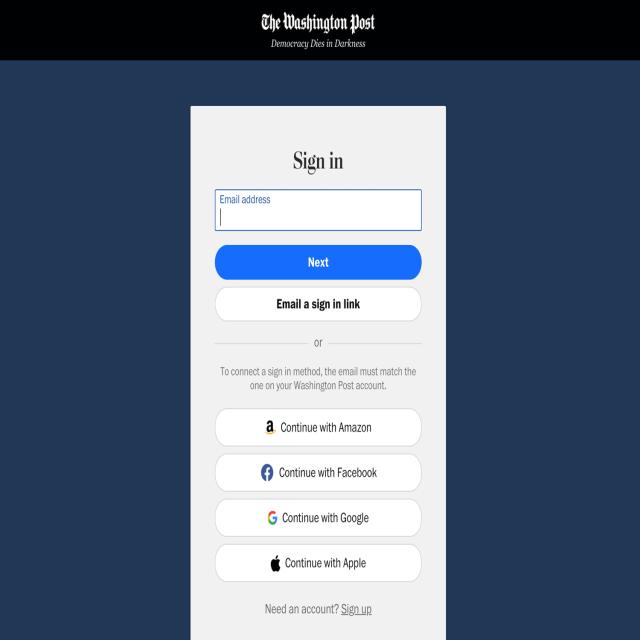 The Washington Post
Democracy Dies in Darkness
Sign in
Email address
Next
Email a sign in link
or
To connect a sign in method, the email must match the
one on your Washington Post account.
Continue with Amazon
Continue with Facebook
Continue with Google
Continue with Apple
Need an account? Sign up